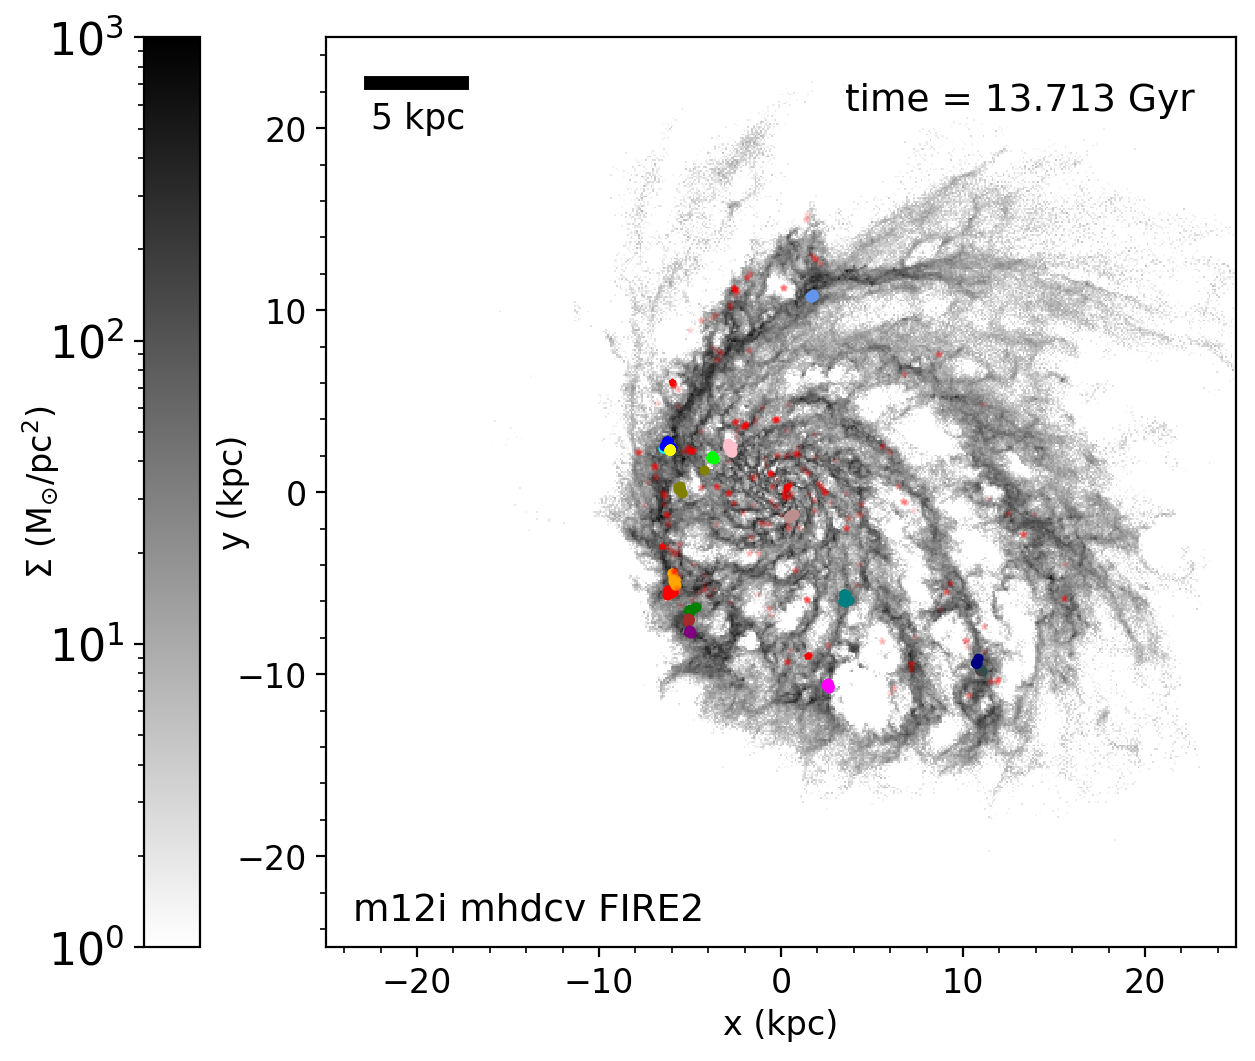 10³
10²
10¹
10⁰
Σ (M⊙/pc²)
y (kpc)
20
10
0
−10
−20
5 kpc
time = 13.713 Gyr
m12i mhdcv FIRE2
−20 −10 0 10 20
x (kpc)